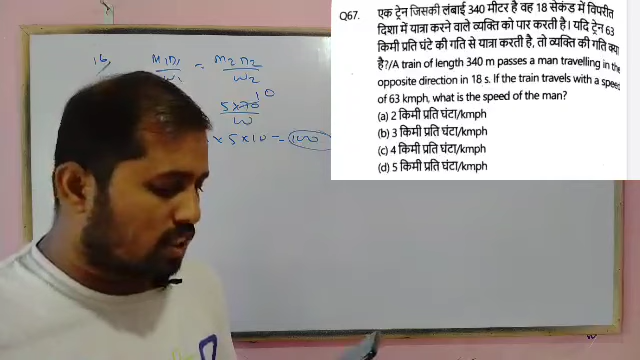 Q67. एक ट्रेन जिसकी लंबाई 340 मीटर है वह 18 सेकंड में विपरीत
दिशा में यात्रा करने वाले व्यक्ति को पार करती है। यदि ट्रेन 63
किमी प्रति घंटे की गति से यात्रा करती है, तो व्यक्ति की गति क्या
है?/A train of length 340 m passes a man travelling in the
opposite direction in 18 s. If the train travels with a speed
of 63 kmph, what is the speed of the man?
(a) 2 किमी प्रति घंटा/kmph
(b) 3 किमी प्रति घंटा/kmph
(c) 4 किमी प्रति घंटा/kmph
(d) 5 किमी प्रति घंटा/kmph
16
M1D1 = M2D2
W1 W2
10
W
x 5 x 10 = 100